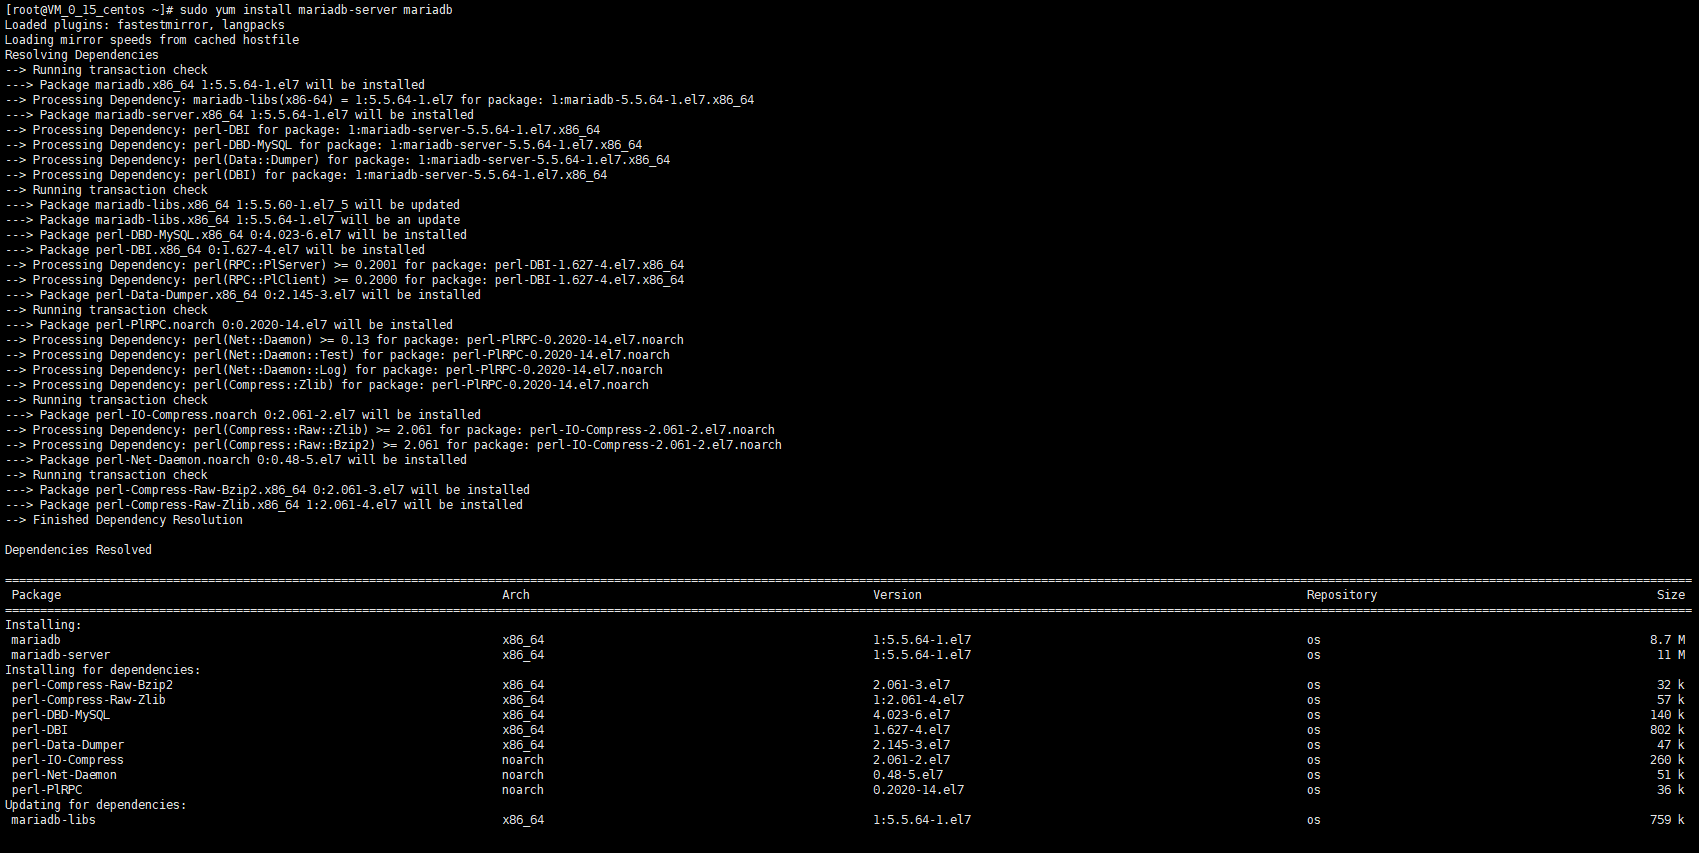 [root@VM_0_15_centos ~]# sudo yum install mariadb-server mariadb
Loaded plugins: fastestmirror, langpacks
Loading mirror speeds from cached hostfile
Resolving Dependencies
--> Running transaction check
---> Package mariadb.x86_64 1:5.5.64-1.el7 will be installed
--> Processing Dependency: mariadb-libs(x86-64) = 1:5.5.64-1.el7 for package: 1:mariadb-5.5.64-1.el7.x86_64
---> Package mariadb-server.x86_64 1:5.5.64-1.el7 will be installed
--> Processing Dependency: perl-DBI for package: 1:mariadb-server-5.5.64-1.el7.x86_64
--> Processing Dependency: perl-DBD-MySQL for package: 1:mariadb-server-5.5.64-1.el7.x86_64
--> Processing Dependency: perl(Data::Dumper) for package: 1:mariadb-server-5.5.64-1.el7.x86_64
--> Processing Dependency: perl(DBI) for package: 1:mariadb-server-5.5.64-1.el7.x86_64
--> Running transaction check
---> Package mariadb-libs.x86_64 1:5.5.60-1.el7_5 will be updated
---> Package mariadb-libs.x86_64 1:5.5.64-1.el7 will be an update
---> Package perl-DBD-MySQL.x86_64 0:4.023-6.el7 will be installed
---> Package perl-DBI.x86_64 0:1.627-4.el7 will be installed
--> Processing Dependency: perl(RPC::PlServer) >= 0.2001 for package: perl-DBI-1.627-4.el7.x86_64
--> Processing Dependency: perl(RPC::PlClient) >= 0.2000 for package: perl-DBI-1.627-4.el7.x86_64
---> Package perl-Data-Dumper.x86_64 0:2.145-3.el7 will be installed
--> Running transaction check
---> Package perl-PlRPC.noarch 0:0.2020-14.el7 will be installed
--> Processing Dependency: perl(Net::Daemon) >= 0.13 for package: perl-PlRPC-0.2020-14.el7.noarch
--> Processing Dependency: perl(Net::Daemon::Test) for package: perl-PlRPC-0.2020-14.el7.noarch
--> Processing Dependency: perl(Net::Daemon::Log) for package: perl-PlRPC-0.2020-14.el7.noarch
--> Processing Dependency: perl(Compress::Zlib) for package: perl-PlRPC-0.2020-14.el7.noarch
--> Running transaction check
---> Package perl-IO-Compress.noarch 0:2.061-2.el7 will be installed
--> Processing Dependency: perl(Compress::Raw::Zlib) >= 2.061 for package: perl-IO-Compress-2.061-2.el7.noarch
--> Processing Dependency: perl(Compress::Raw::Bzip2) >= 2.061 for package: perl-IO-Compress-2.061-2.el7.noarch
---> Package perl-Net-Daemon.noarch 0:0.48-5.el7 will be installed
--> Running transaction check
---> Package perl-Compress-Raw-Bzip2.x86_64 0:2.061-3.el7 will be installed
---> Package perl-Compress-Raw-Zlib.x86_64 1:2.061-4.el7 will be installed
--> Finished Dependency Resolution
Dependencies Resolved
Package Arch Version Repository Size
Installing:
mariadb x86_64 1:5.5.64-1.el7 os 8.7 M
mariadb-server x86_64 1:5.5.64-1.el7 os 11 M
Installing for dependencies:
perl-Compress-Raw-Bzip2 x86_64 2.061-3.el7 os 32 k
perl-Compress-Raw-Zlib x86_64 1:2.061-4.el7 os 57 k
perl-DBD-MySQL x86_64 4.023-6.el7 os 140 k
perl-DBI x86_64 1.627-4.el7 os 802 k
perl-Data-Dumper x86_64 2.145-3.el7 os 47 k
perl-IO-Compress noarch 2.061-2.el7 os 260 k
perl-Net-Daemon noarch 0.48-5.el7 os 51 k
perl-PlRPC noarch 0.2020-14.el7 os 36 k
Updating for dependencies:
mariadb-libs x86_64 1:5.5.64-1.el7 os 759 k